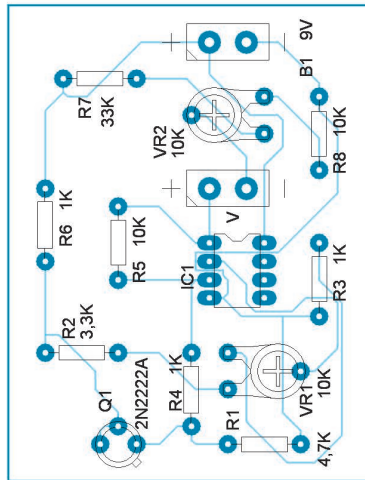 9V
B1
R7
33K
VR2
10K
10K
R8
V
1K
R6
10K
R5
IC1
1K
R3
R2
3,3K
Q1
2N2222A
1K
R4
R1
4,7K
VR1
10K